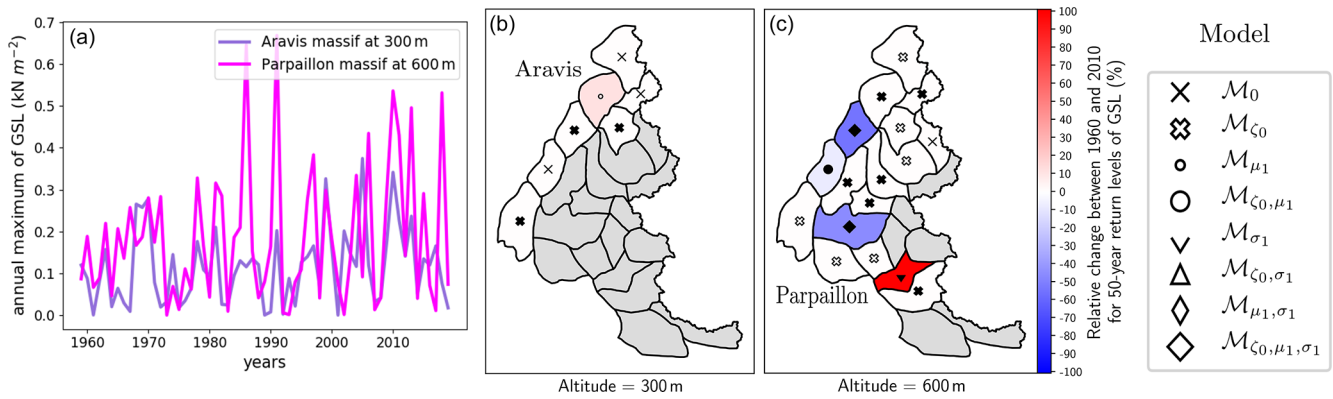 (a)
Aravis massif at 300 m
Parpaillon massif at 600 m
annual maximum of GSL (kN m⁻²)
0.7
0.6
0.5
0.4
0.3
0.2
0.1
0.0
1960 1970 1980 1990 2000 2010
years
(b)
Aravis
Altitude = 300 m
(c)
Parpaillon
Altitude = 600 m
100
90
80
70
60
50
40
30
20
10
0
-10
-20
-30
-40
-50
-60
-70
-80
-90
-100
Relative change between 1960 and 2010
for 50-year return levels of GSL (%)
Model
ℳ₀
ℳ_ζ₀
ℳ_μ₁
ℳ_ζ₀,μ₁
ℳ_σ₁
ℳ_ζ₀,σ₁
ℳ_μ₁,σ₁
ℳ_ζ₀,μ₁,σ₁